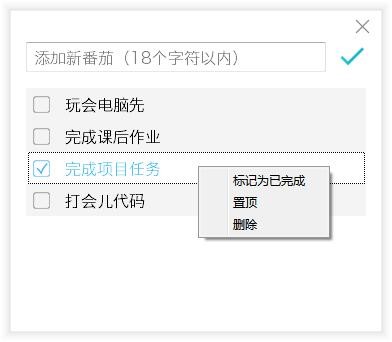 添加新番茄（18个字符以内）
玩会电脑先
完成课后作业
完成项目任务
标记为已完成
置顶
打会儿代码
删除